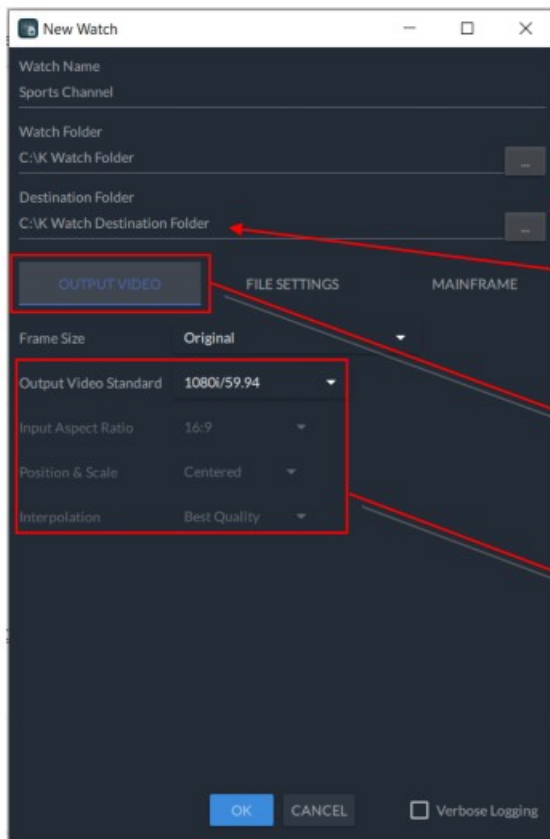 New Watch
Watch Name
Sports Channel
Watch Folder
C:\K Watch Folder
...
Destination Folder
C:\K Watch Destination Folder
...
OUTPUT VIDEO FILE SETTINGS MAINFRAME
Frame Size Original
Output Video Standard 1080i/59.94
Input Aspect Ratio 16:9
Position & Scale Centered
Interpolation Best Quality
OK CANCEL Verbose Logging